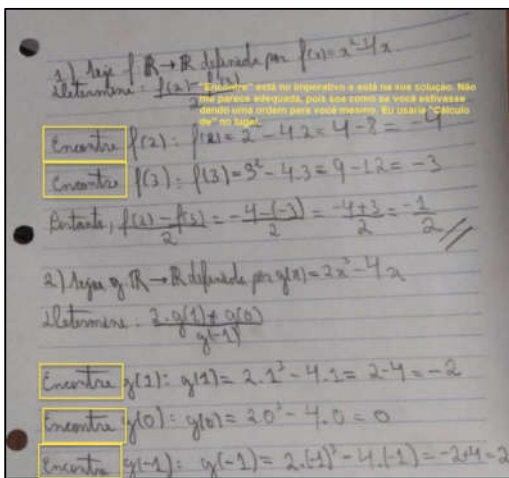 1) Seja f: R → R definida por f(x) = x² - 4x.
Determine: f(2) - f(3)
2
"Encontre" está no imperativo e está na sua solução. Não
me parece adequada, pois soa como se você estivesse
dando uma ordem para você mesmo. Eu usaria "Cálculo
de" no lugar.
Encontre f(2): f(2) = 2² - 4.2 = 4 - 8 = -4
Encontre f(3): f(3) = 3² - 4.3 = 9 - 12 = -3
Portanto, f(2) - f(3) = -4 - (-3) = -4 + 3 = -1
2 2 2 2
2) Sejas g: R → R definida por g(x) = 2x³ - 4x
Determine: 2.g(1) + g(0)
g(-1)
Encontre g(1): g(1) = 2.1³ - 4.1 = 2 - 4 = -2
Encontre g(0): g(0) = 2.0³ - 4.0 = 0
Encontre g(-1): g(-1) = 2.(-1)³ - 4.(-1) = -2 + 4 = 2